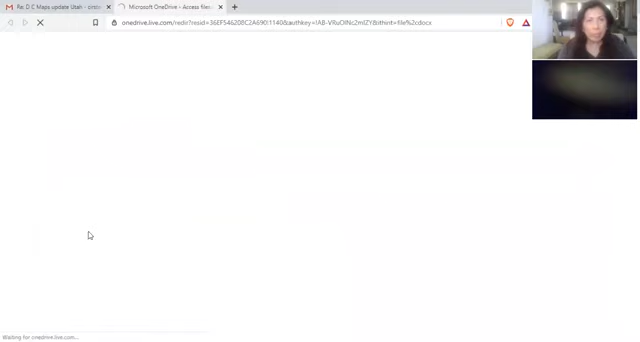 Re: D C Maps update Utah - 
Microsoft OneDrive - Access files
onedrive.live.com/redir?resid=36EF546208C2A690!1140&authkey=!AB-VRuOINc2mIZY&ithint=file%2cdocx
Waiting for onedrive.live.com...